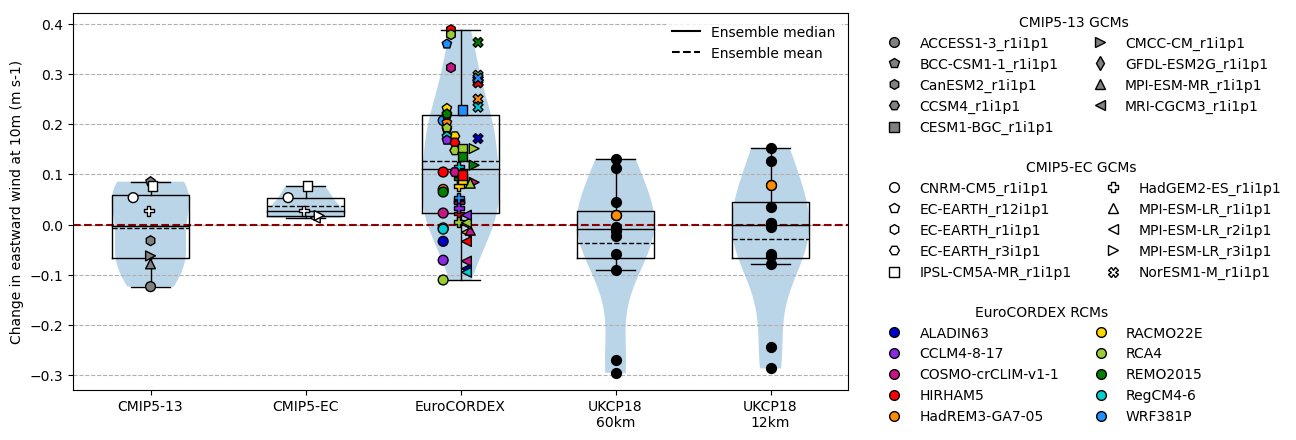 Change in eastward wind at 10m (m s-1)
0.4
0.3
0.2
0.1
0.0
−0.1
−0.2
−0.3
Ensemble median
Ensemble mean
CMIP5-13
CMIP5-EC
EuroCORDEX
UKCP18
60km
UKCP18
12km
CMIP5-13 GCMs
ACCESS1-3_r1i1p1
BCC-CSM1-1_r1i1p1
CanESM2_r1i1p1
CCSM4_r1i1p1
CESM1-BGC_r1i1p1
CMCC-CM_r1i1p1
GFDL-ESM2G_r1i1p1
MPI-ESM-MR_r1i1p1
MRI-CGCM3_r1i1p1
CMIP5-EC GCMs
CNRM-CM5_r1i1p1
EC-EARTH_r12i1p1
EC-EARTH_r1i1p1
EC-EARTH_r3i1p1
IPSL-CM5A-MR_r1i1p1
HadGEM2-ES_r1i1p1
MPI-ESM-LR_r1i1p1
MPI-ESM-LR_r2i1p1
MPI-ESM-LR_r3i1p1
NorESM1-M_r1i1p1
EuroCORDEX RCMs
ALADIN63
CCLM4-8-17
COSMO-crCLIM-v1-1
HIRHAM5
HadREM3-GA7-05
RACMO22E
RCA4
REMO2015
RegCM4-6
WRF381P